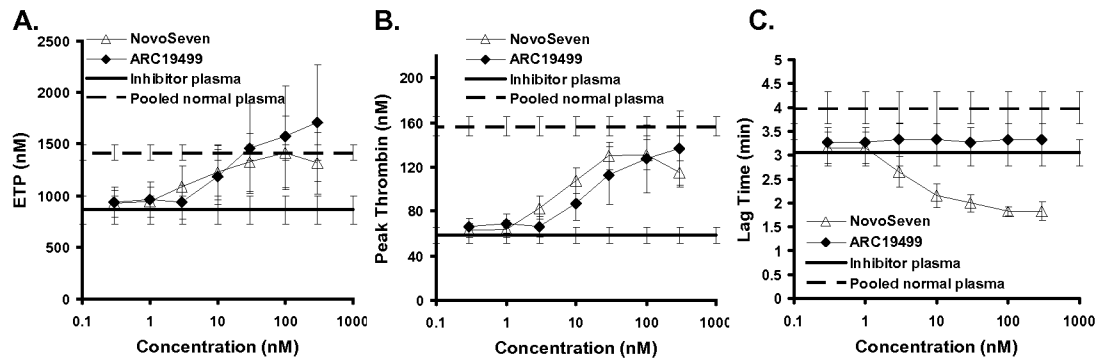 A.
NovoSeven
ARC19499
Inhibitor plasma
Pooled normal plasma
ETP (nM)
2500
2000
1500
1000
500
0
0.1 1 10 100 1000
Concentration (nM)
B.
NovoSeven
ARC19499
Inhibitor plasma
Pooled normal plasma
Peak Thrombin (nM)
200
160
120
80
40
0
0.1 1 10 100 1000
Concentration (nM)
C.
Lag Time (min)
5
4.5
4
3.5
3
2.5
2
1.5
1
0.5
0
NovoSeven
ARC19499
Inhibitor plasma
Pooled normal plasma
0.1 1 10 100 1000
Concentration (nM)